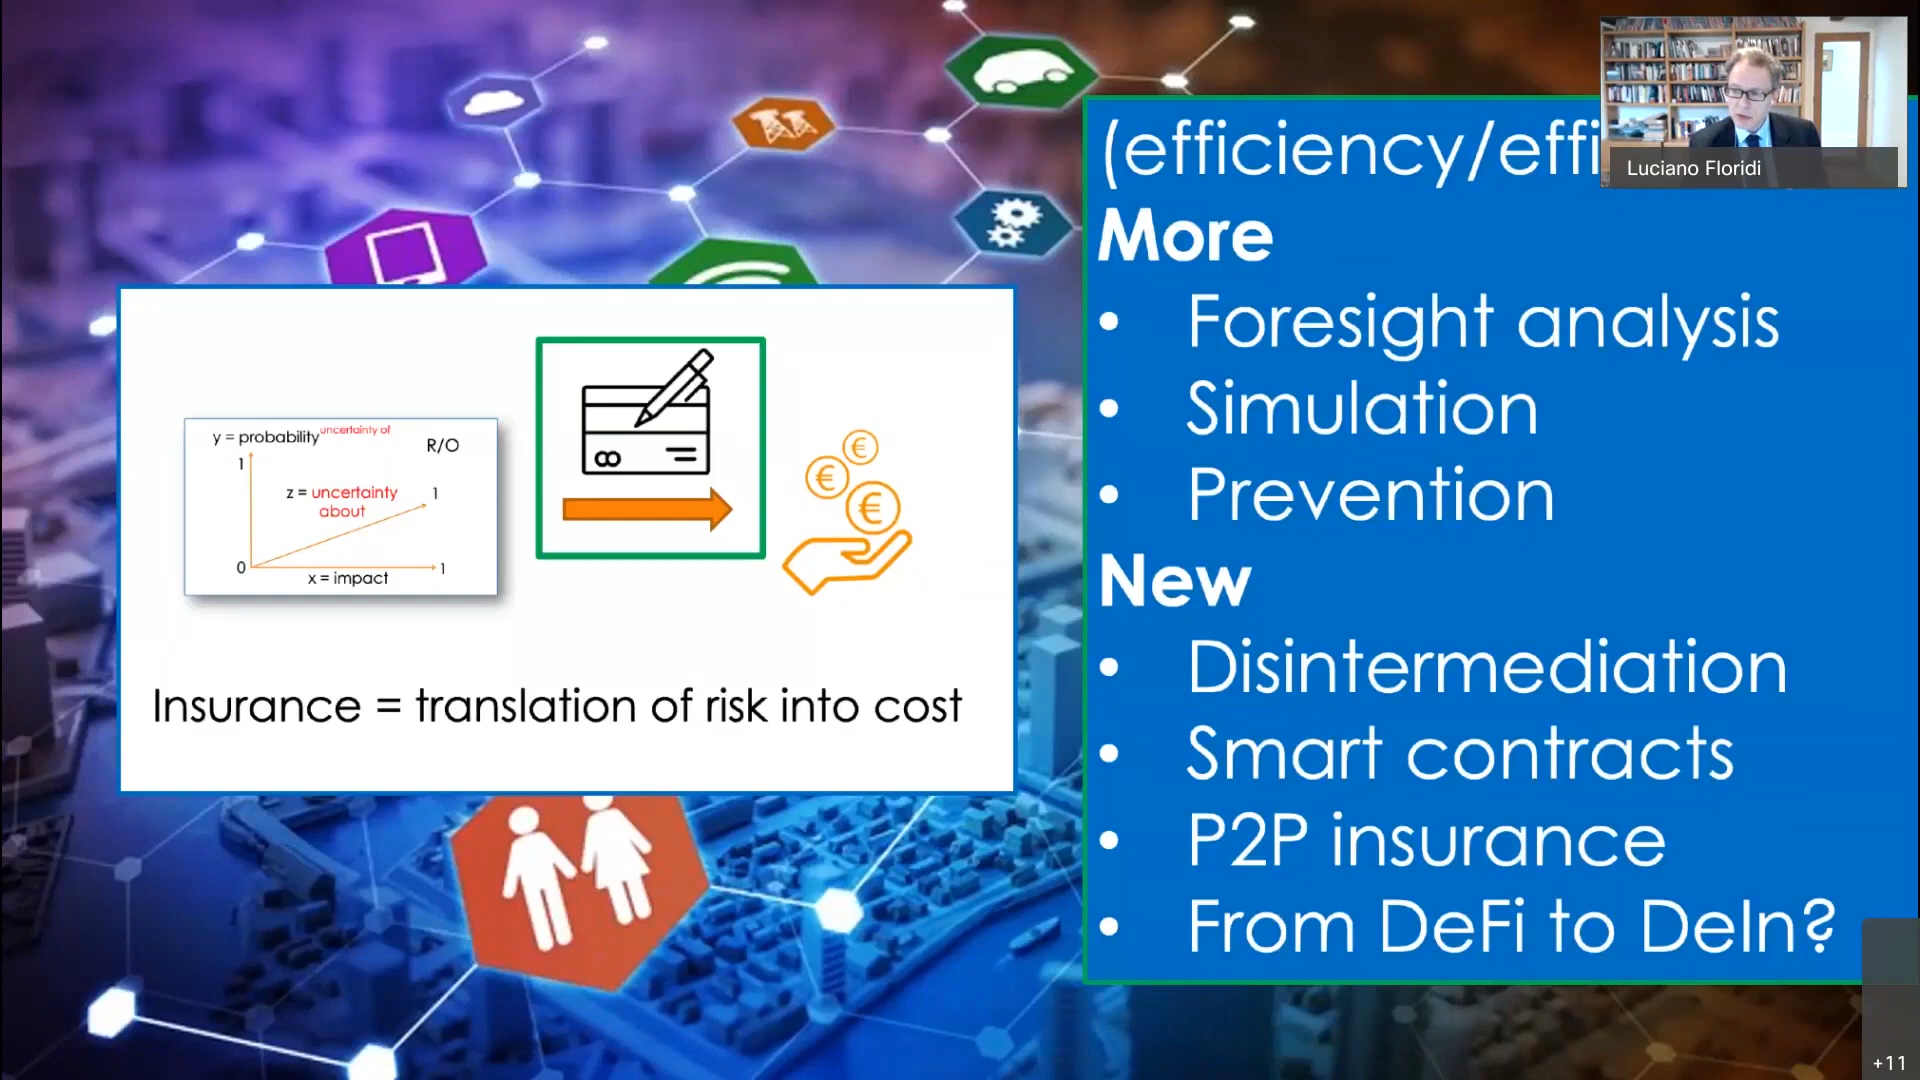 y = probability uncertainty of
R/O
1
z = uncertainty
about
1
0
1
x = impact
€
€
€
Insurance = translation of risk into cost
(efficiency/effi
More
• Foresight analysis
• Simulation
• Prevention
New
• Disintermediation
• Smart contracts
• P2P insurance
• From DeFi to DeIn?
Luciano Floridi
+11